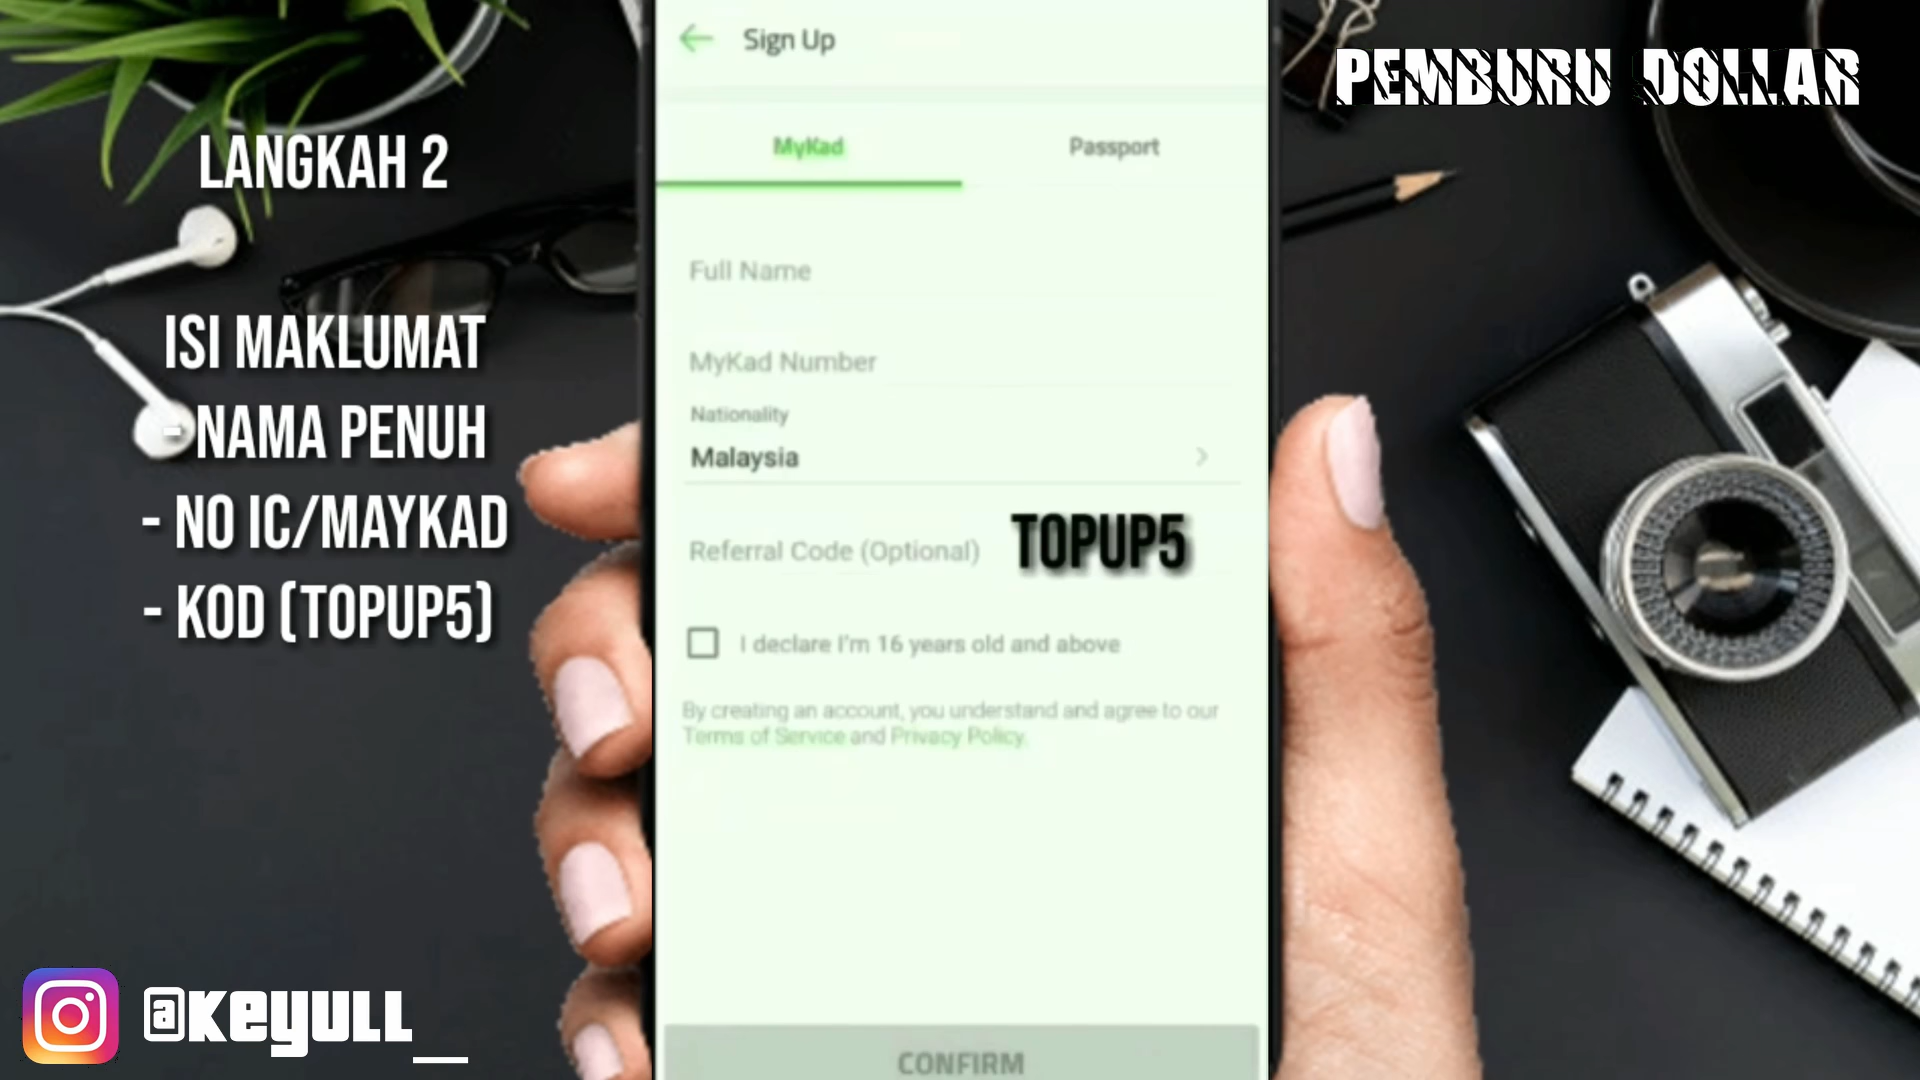 LANGKAH 2
ISI MAKLUMAT
- NAMA PENUH
- NO IC/MAYKAD
- KOD (TOPUP5)
@keyull_
Sign Up
MyKad
Passport
Full Name
MyKad Number
Nationality
Malaysia
Referral Code (Optional)
TOPUP5
I declare I'm 16 years old and above
By creating an account, you understand and agree to our
Terms of Service and Privacy Policy.
CONFIRM
PEMBURU DOLLAR